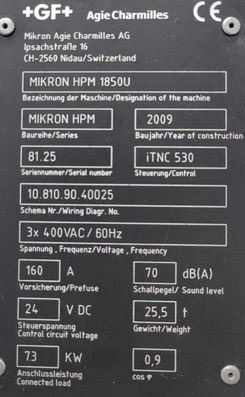 +GF+ Agie Charmilles CE
Mikron Agie Charmilles AG
Ipsachstraße 16
CH-2560 Nidau/Switzerland
MIKRON HPM 1850U
Bezeichnung der Maschine/Designation of the machine
MIKRON HPM 2009
Baureihe/Series Baujahr/Year of construction
81.25 iTNC 530
Seriennummer/Serial number Steuerung/Control
10.810.90.40025
Schema Nr./Wiring Diagr. No.
3x 400VAC / 60Hz
Spannung , Frequenz/Voltage , Frequency
160 A 70 dB(A)
Vorsicherung/Prefuse Schallpegel/ Sound level
24 V DC 25,5 t
Steuerspannung Gewicht/Weight
Control circuit voltage
73 KW 0,9
Anschlussleistung cos φ
Connected load